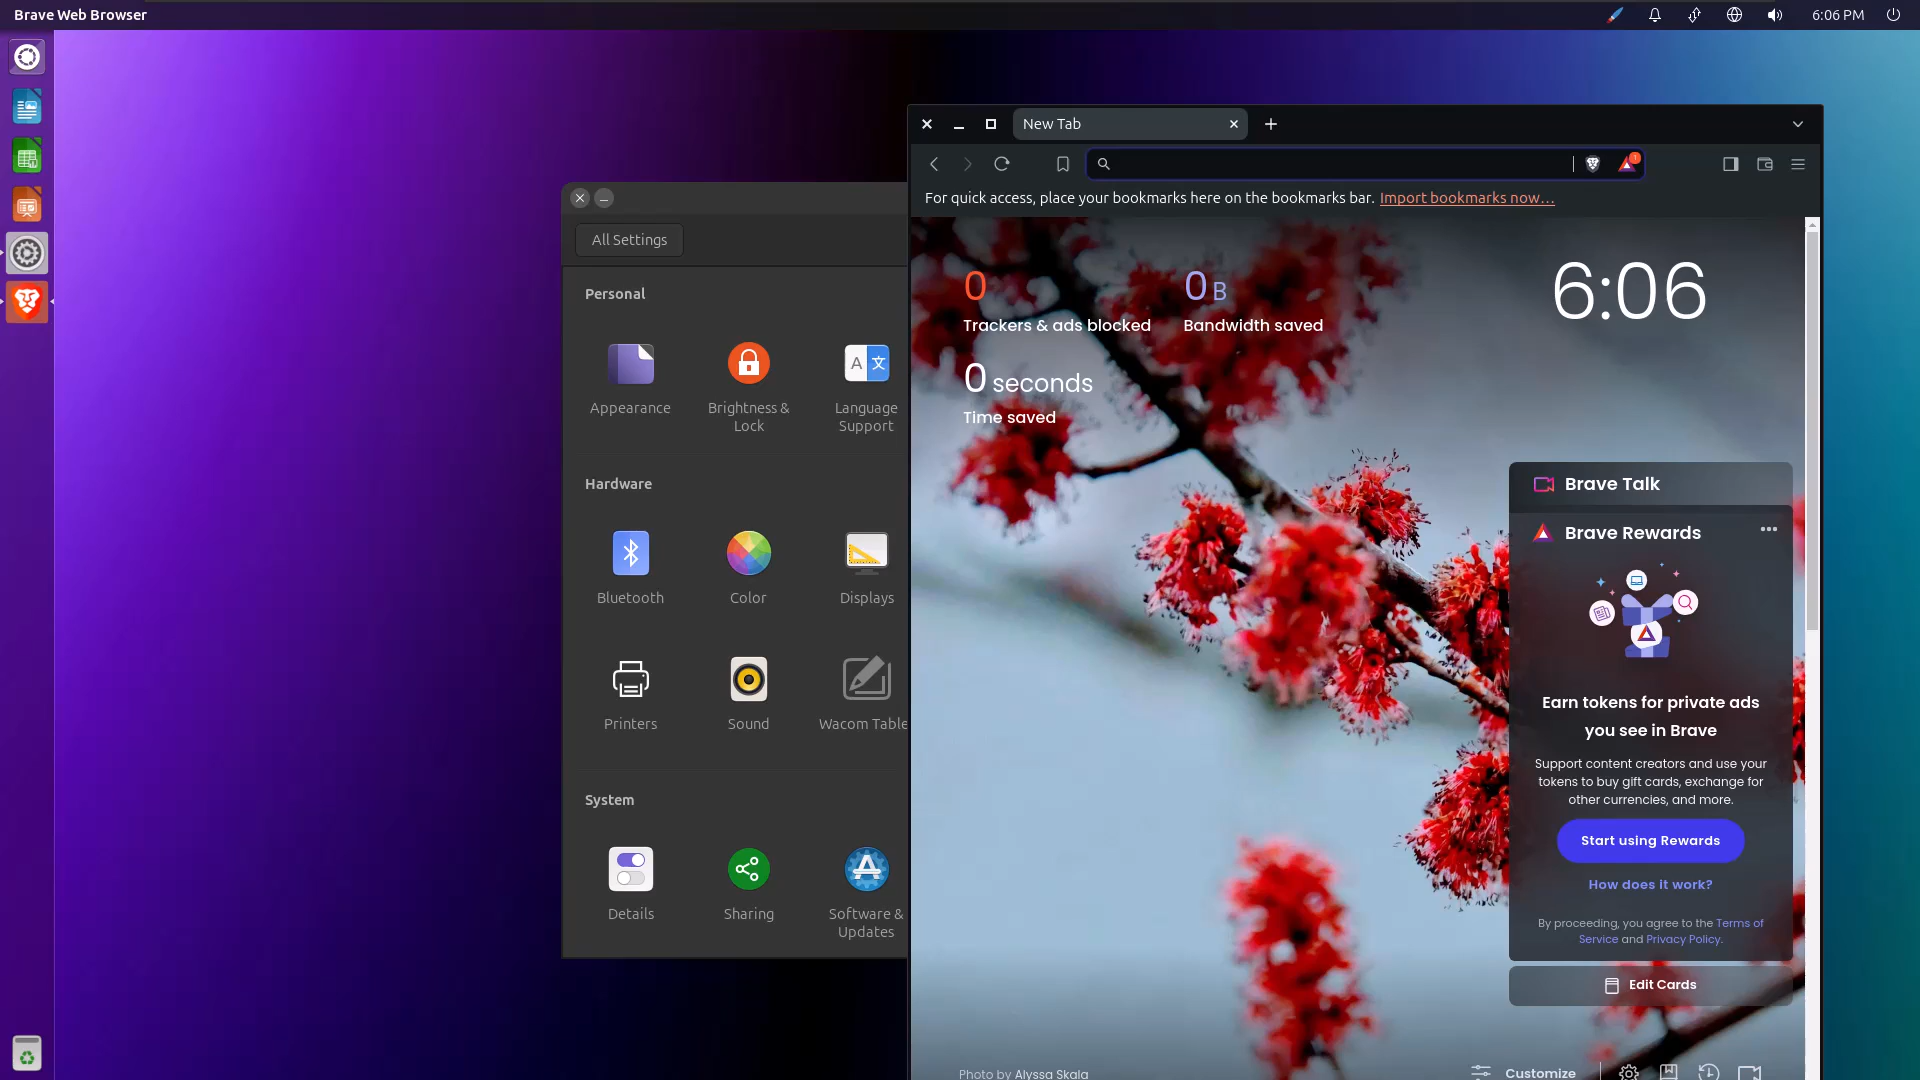 Brave Web Browser
6:06 PM
New Tab
For quick access, place your bookmarks here on the bookmarks bar. Import bookmarks now...
All Settings
Personal
Appearance
Brightness &
Lock
Language
Support
Hardware
Bluetooth
Color
Displays
Printers
Sound
Wacom Table
System
Details
Sharing
Software &
Updates
0
Trackers & ads blocked
0 B
Bandwidth saved
0 seconds
Time saved
6:06
Brave Talk
Brave Rewards
Earn tokens for private ads
you see in Brave
Support content creators and use your
tokens to buy gift cards, exchange for
other currencies, and more.
Start using Rewards
How does it work?
By proceeding, you agree to the Terms of
Service and Privacy Policy.
Edit Cards
Photo by Alyssa Skala
Customize